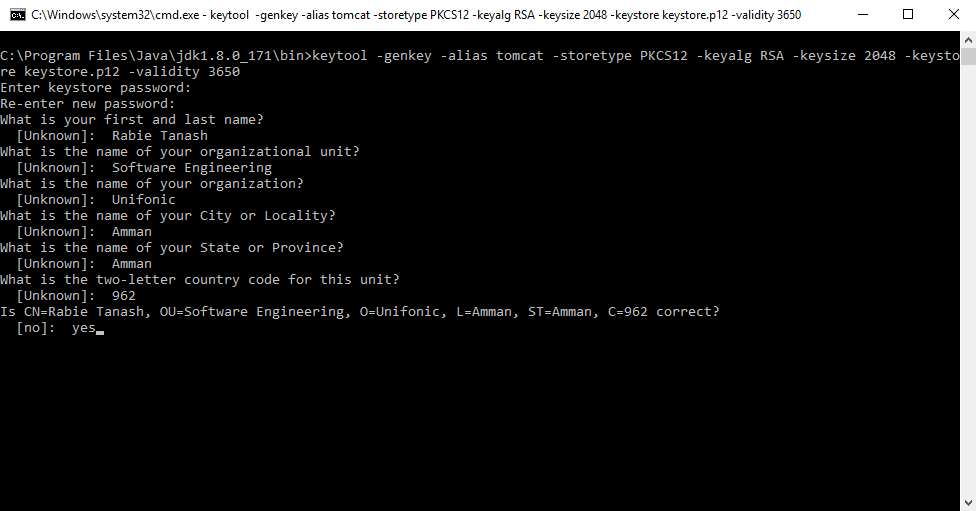 C:\Windows\system32\cmd.exe - keytool  -genkey -alias tomcat -storetype PKCS12 -keyalg RSA -keysize 2048 -keystore keystore.p12 -validity 3650
C:\Program Files\Java\jdk1.8.0_171\bin>keytool -genkey -alias tomcat -storetype PKCS12 -keyalg RSA -keysize 2048 -keysto
re keystore.p12 -validity 3650
Enter keystore password:
Re-enter new password:
What is your first and last name?
  [Unknown]:  Rabie Tanash
What is the name of your organizational unit?
  [Unknown]:  Software Engineering
What is the name of your organization?
  [Unknown]:  Unifonic
What is the name of your City or Locality?
  [Unknown]:  Amman
What is the name of your State or Province?
  [Unknown]:  Amman
What is the two-letter country code for this unit?
  [Unknown]:  962
Is CN=Rabie Tanash, OU=Software Engineering, O=Unifonic, L=Amman, ST=Amman, C=962 correct?
  [no]:  yes